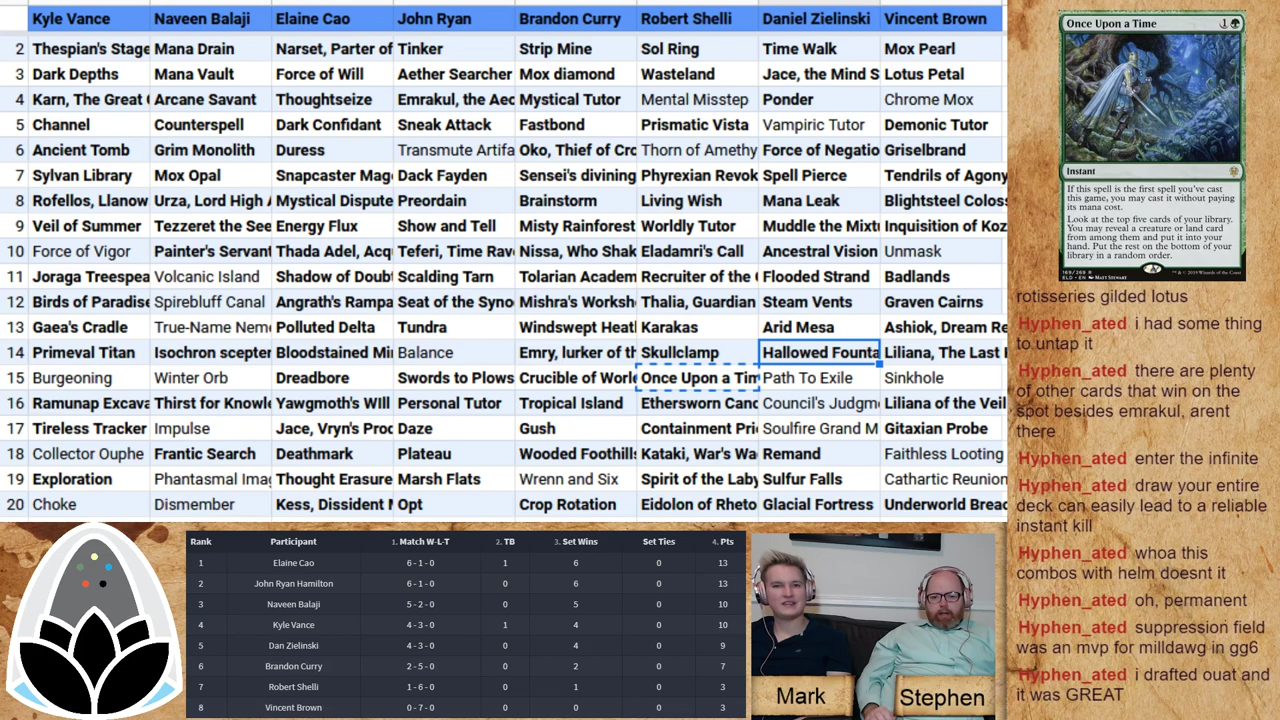 Kyle Vance Naveen Balaji Elaine Cao John Ryan Brandon Curry Robert Shelli Daniel Zielinski Vincent Brown
2 Thespian's Stage Mana Drain Narset, Parter of Tinker Strip Mine Sol Ring Time Walk Mox Pearl
3 Dark Depths Mana Vault Force of Will Aether Searcher Mox diamond Wasteland Jace, the Mind S Lotus Petal
4 Karn, The Great Arcane Savant Thoughtseize Emrakul, the Aeo Mystical Tutor Mental Misstep Ponder Chrome Mox
5 Channel Counterspell Dark Confidant Sneak Attack Fastbond Prismatic Vista Vampiric Tutor Demonic Tutor
6 Ancient Tomb Grim Monolith Duress Transmute Artifa Oko, Thief of Cro Thorn of Amethy Force of Negatio Griselbrand
7 Sylvan Library Mox Opal Snapcaster Mag Dack Fayden Sensei's divining Phyrexian Revok Spell Pierce Tendrils of Agony
8 Rofellos, Llanow Urza, Lord High A Mystical Dispute Preordain Brainstorm Living Wish Mana Leak Blightsteel Colos
9 Veil of Summer Tezzeret the See Energy Flux Show and Tell Misty Rainforest Worldly Tutor Muddle the Mixtu Inquisition of Koz
10 Force of Vigor Painter's Servant Thada Adel, Acqu Teferi, Time Rav Nissa, Who Shak Eladamri's Call Ancestral Vision Unmask
11 Joraga Treespea Volcanic Island Shadow of Doubt Scalding Tarn Tolarian Academ Recruiter of the Flooded Strand Badlands
12 Birds of Paradise Spirebluff Canal Angrath's Rampa Seat of the Syno Mishra's Worksh Thalia, Guardian Steam Vents Graven Cairns
13 Gaea's Cradle True-Name Neme Polluted Delta Tundra Windswept Heath Karakas Arid Mesa Ashiok, Dream Re
14 Primeval Titan Isochron scepter Bloodstained Mi Balance Emry, lurker of th Skullclamp Hallowed Founta Liliana, The Last
15 Burgeoning Winter Orb Dreadbore Swords to Plows Crucible of World Once Upon a Tim Path To Exile Sinkhole
16 Ramunap Excava Thirst for Knowle Yawgmoth's WIll Personal Tutor Tropical Island Ethersworn Cano Council's Judgm Liliana of the Veil
17 Tireless Tracker Impulse Jace, Vryn's Proc Daze Gush Containment Prie Soulfire Grand M Gitaxian Probe
18 Collector Ouphe Frantic Search Deathmark Plateau Wooded Foothills Kataki, War's Wa Remand Faithless Looting
19 Exploration Phantasmal Imag Thought Erasure Marsh Flats Wrenn and Six Spirit of the Laby Sulfur Falls Cathartic Reunion
20 Choke Dismember Kess, Dissident Opt Crop Rotation Eidolon of Rheto Glacial Fortress Underworld Breac
Once Upon a Time 1
Instant
If this spell is the first spell you've cast
this game, you may cast it without paying
its mana cost.
Look at the top five cards of your library.
You may reveal a creature or land card
from among them and put it into your
hand. Put the rest on the bottom of your
library in a random order.
rotisseries gilded lotus
Hyphen_ated i had some thing
to untap it
Hyphen_ated there are plenty
of other cards that win on the
spot besides emrakul, arent
there
Hyphen_ated enter the infinite
Hyphen_ated draw your entire
deck can easily lead to a reliable
instant kill
Hyphen_ated whoa this
combos with helm doesnt it
Hyphen_ated oh, permanent
Hyphen_ated suppression field
was an mvp for milldawg in gg6
Hyphen_ated i drafted ouat and
it was GREAT
Rank Participant 1. Match W-L-T 2. TB 3. Set Wins Set Ties 4. Pts
1 Elaine Cao 6 - 1 - 0 1 6 0 13
2 John Ryan Hamilton 6 - 1 - 0 0 6 0 13
3 Naveen Balaji 5 - 2 - 0 0 5 0 10
4 Kyle Vance 4 - 3 - 0 1 4 0 10
5 Dan Zielinski 4 - 3 - 0 0 4 0 9
6 Brandon Curry 2 - 5 - 0 0 2 0 7
7 Robert Shelli 1 - 6 - 0 0 1 0 3
8 Vincent Brown 0 - 7 - 0 0 0 0 3
Mark
Stephen